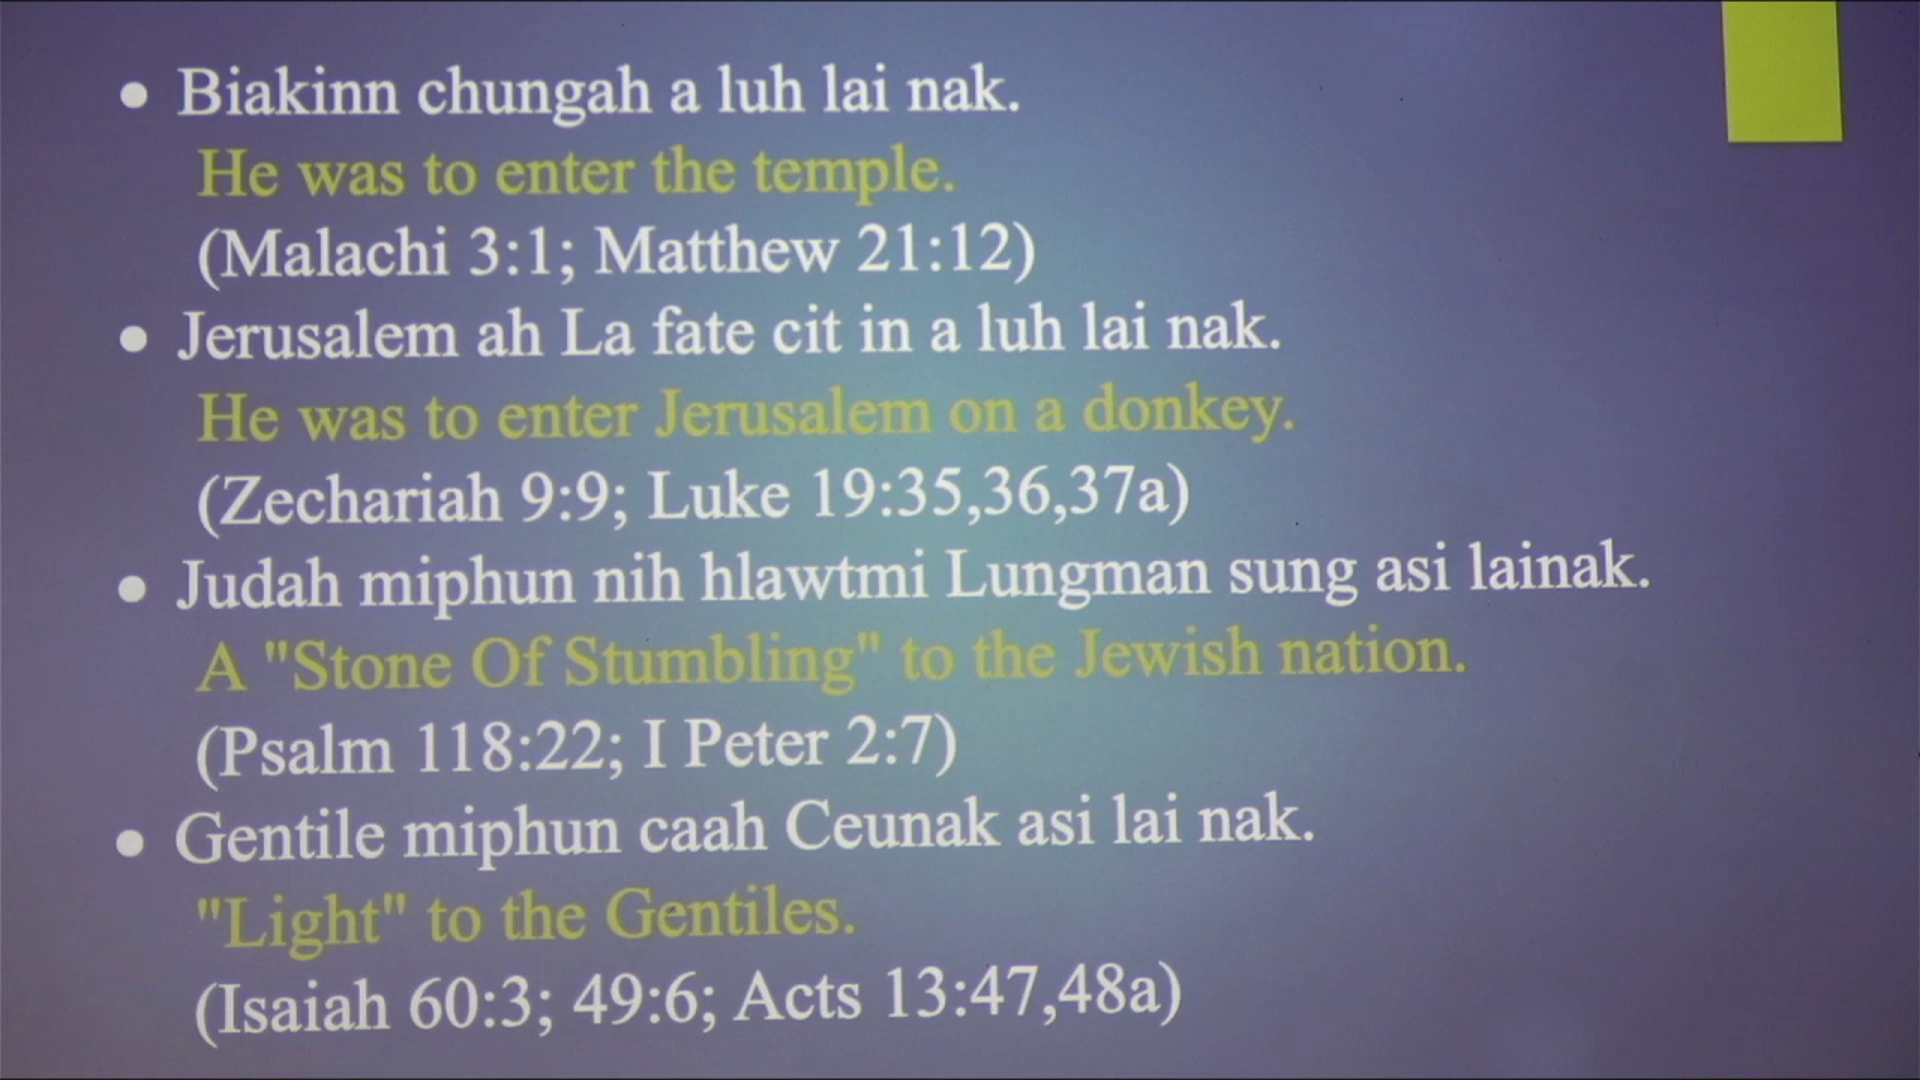 • Biakinn chungah a luh lai nak.
He was to enter the temple.
(Malachi 3:1; Matthew 21:12)
• Jerusalem ah La fate cit in a luh lai nak.
He was to enter Jerusalem on a donkey.
(Zechariah 9:9; Luke 19:35,36,37a)
• Judah miphun nih hlawtmi Lungman sung asi lainak.
A "Stone Of Stumbling" to the Jewish nation.
(Psalm 118:22; I Peter 2:7)
• Gentile miphun caah Ceunak asi lai nak.
"Light" to the Gentiles.
(Isaiah 60:3; 49:6; Acts 13:47,48a)